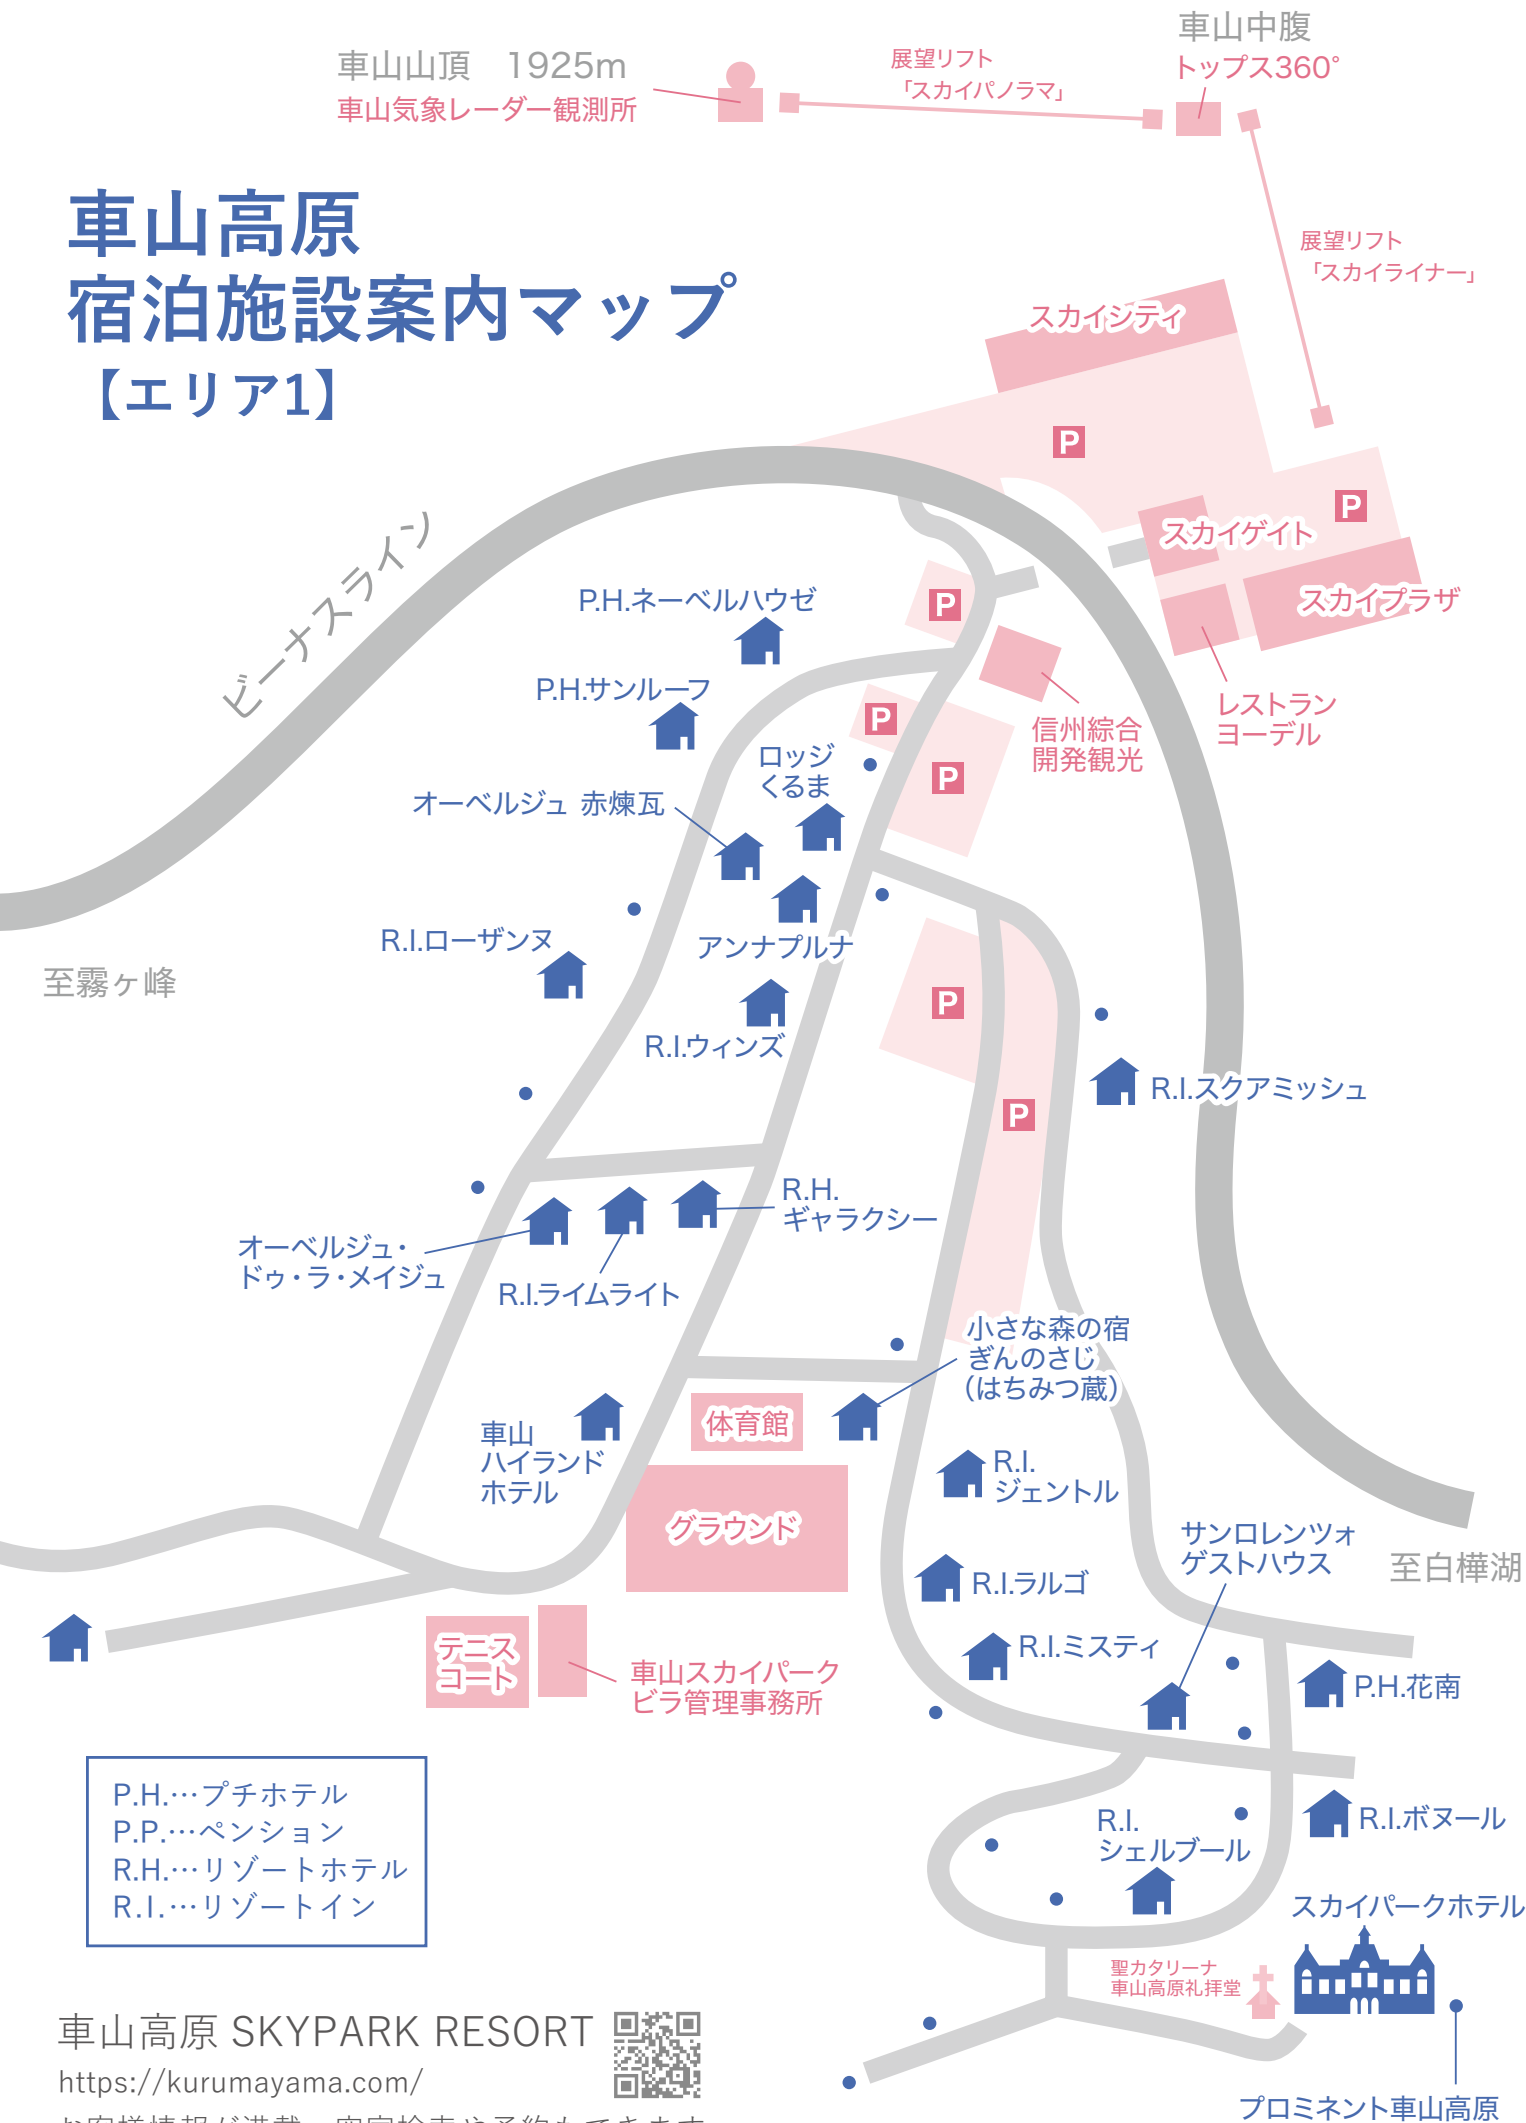 車山山頂　1925m
車山気象レーダー観測所
展望リフト
「スカイパノラマ」
車山中腹
トップス360°
車山高原
宿泊施設案内マップ
【エリア1】
展望リフト
「スカイライナー」
スカイシティ
P
P
スカイゲイト
スカイプラザ
ビーナスライン
P.H.ネーベルハウゼ
P
P.H.サンルーフ
P
レストラン
ヨーデル
信州綜合
開発観光
ロッジ
くるま
P
オーベルジュ 赤煉瓦
R.I.ローザンヌ
アンナプルナ
至霧ヶ峰
P
R.I.ウィンズ
R.I.スクアミッシュ
P
R.H.
ギャラクシー
オーベルジュ・
ドゥ・ラ・メイジュ
R.I.ライムライト
小さな森の宿
ぎんのさじ
（はちみつ蔵）
車山
ハイランド
ホテル
体育館
R.I.
ジェントル
グラウンド
サンロレンツォ
ゲストハウス
至白樺湖
R.I.ラルゴ
テニス
コート
車山スカイパーク
ビラ管理事務所
R.I.ミスティ
P.H.花南
P.H.…プチホテル
P.P.…ペンション
R.H.…リゾートホテル
R.I.…リゾートイン
R.I.
シェルブール
R.I.ボヌール
スカイパークホテル
聖カタリーナ
車山高原礼拝堂
車山高原 SKYPARK RESORT
https://kurumayama.com/
プロミネント車山高原